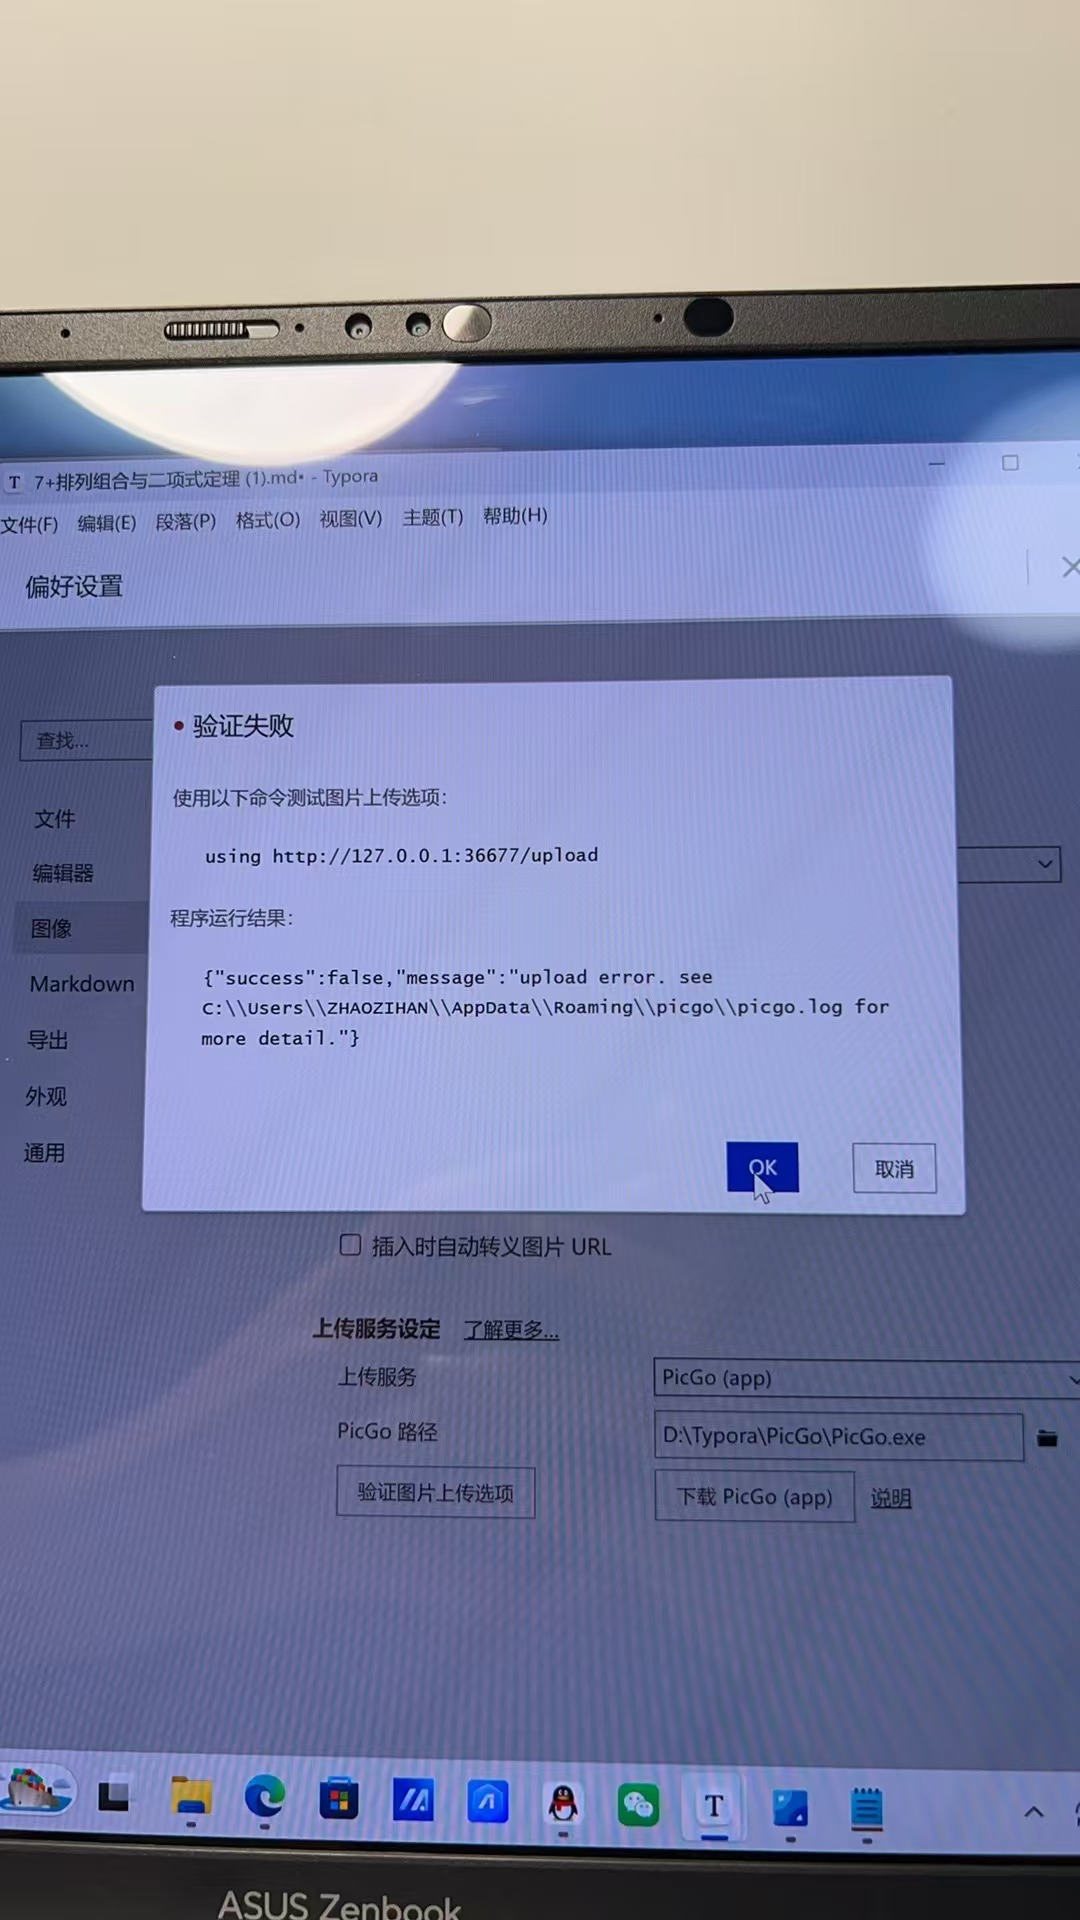 T 7+排列组合与二项式定理 (1).md• - Typora
文件(F) 编辑(E) 段落(P) 格式(O) 视图(V) 主题(T) 帮助(H)
偏好设置
查找...
文件
编辑器
图像
Markdown
导出
外观
通用
• 验证失败
使用以下命令测试图片上传选项：
using http://127.0.0.1:36677/upload
程序运行结果：
{"success":false,"message":"upload error. see
C:\\Users\\ZHAOZIHAN\\AppData\\Roaming\\picgo\\picgo.log for
more detail."}
OK 取消
插入时自动转义图片 URL
上传服务设定 了解更多...
上传服务 PicGo (app)
PicGo 路径 D:\Typora\PicGo\PicGo.exe
验证图片上传选项 下载 PicGo (app) 说明
T
ASUS Zenbook